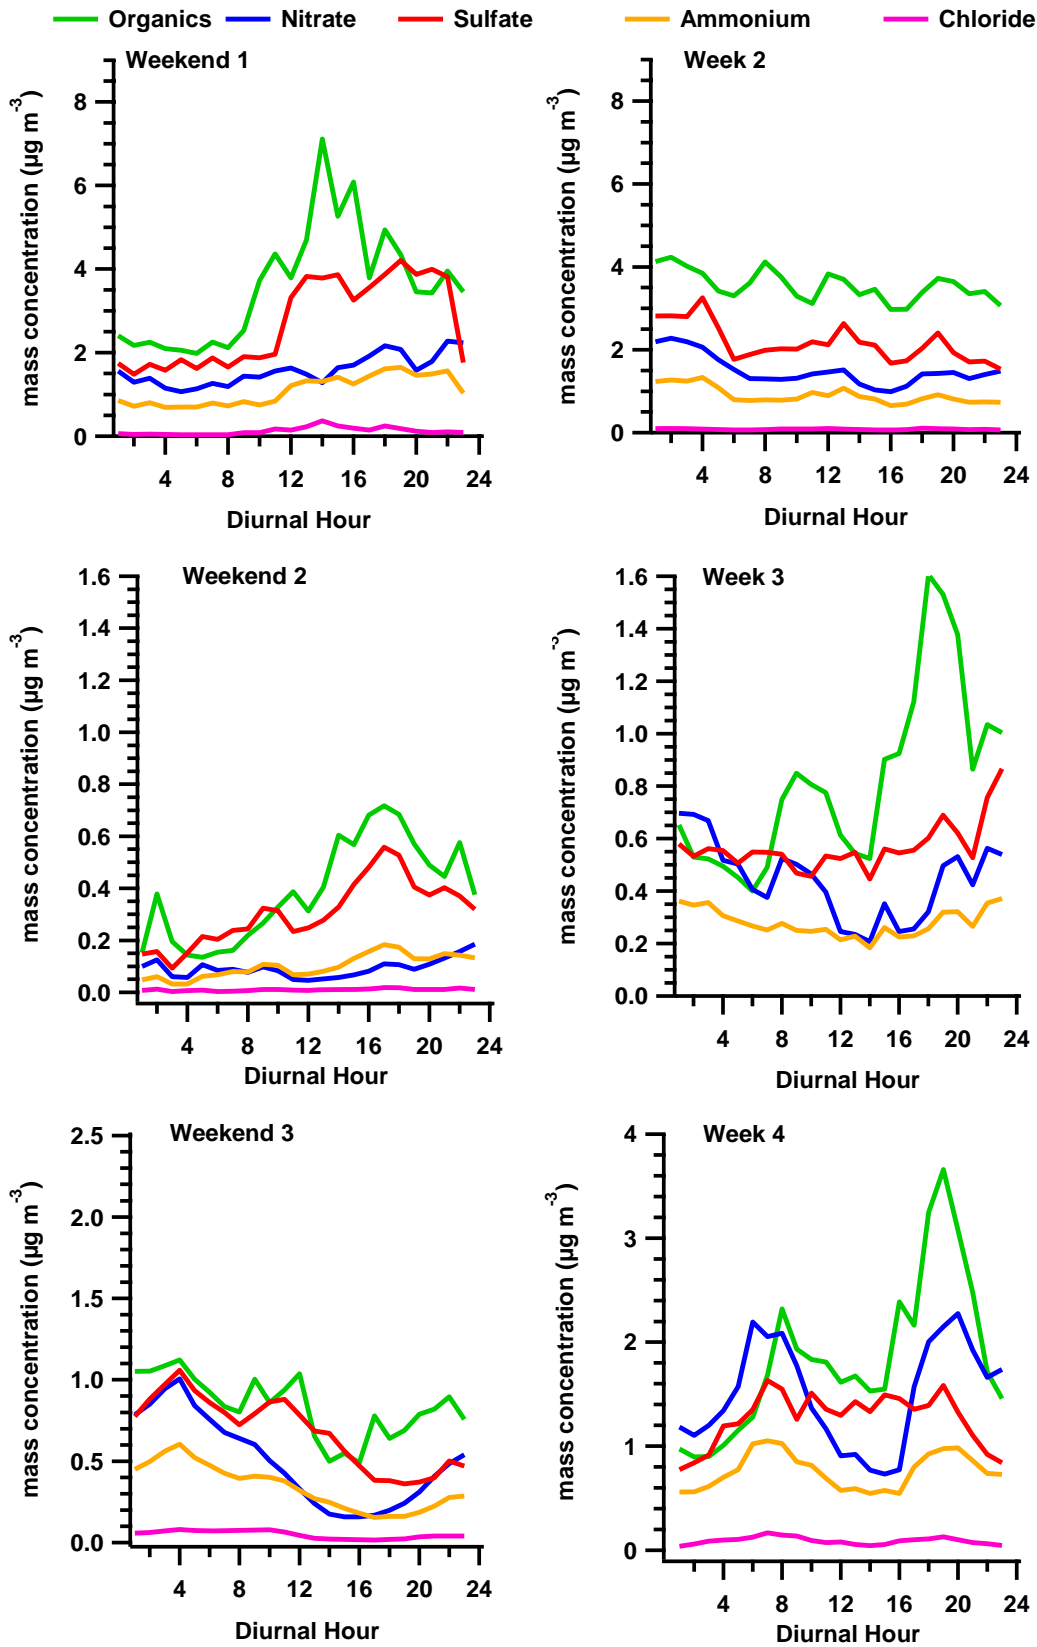 Organics Nitrate Sulfate Ammonium Chloride
Weekend 1
mass concentration (µg m-3)
8
6
4
2
0
4 8 12 16 20 24
Diurnal Hour
Week 2
mass concentration (µg m-3)
8
6
4
2
0
4 8 12 16 20 24
Diurnal Hour
Weekend 2
mass concentration (µg m-3)
1.6
1.4
1.2
1.0
0.8
0.6
0.4
0.2
0.0
4 8 12 16 20 24
Diurnal Hour
Week 3
mass concentration (µg m-3)
1.6
1.4
1.2
1.0
0.8
0.6
0.4
0.2
0.0
4 8 12 16 20 24
Diurnal Hour
Weekend 3
mass concentration (µg m-3)
2.5
2.0
1.5
1.0
0.5
0.0
4 8 12 16 20 24
Diurnal Hour
Week 4
mass concentration (µg m-3)
4
3
2
1
0
4 8 12 16 20 24
Diurnal Hour